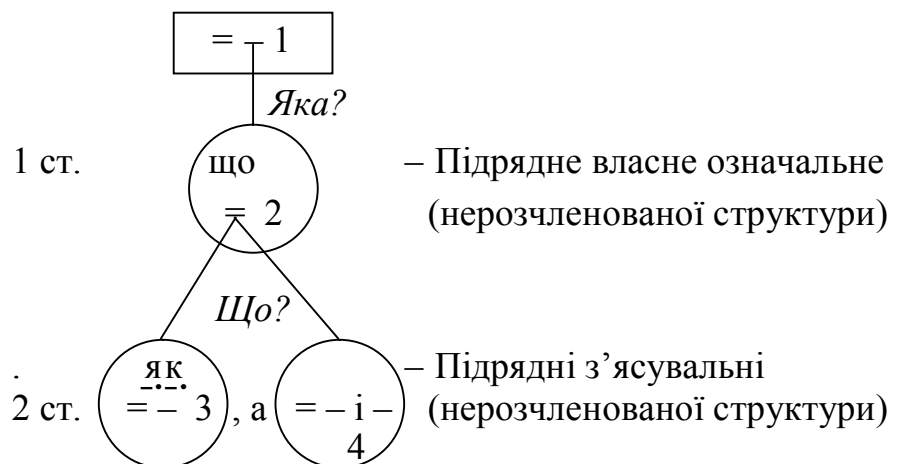 = – 1
Яка?
1 ст. що – Підрядне власне означальне
= 2 (нерозчленованої структури)
Що?
. як – Підрядні з’ясувальні
2 ст. = – 3 , а = – і – (нерозчленованої структури)
4